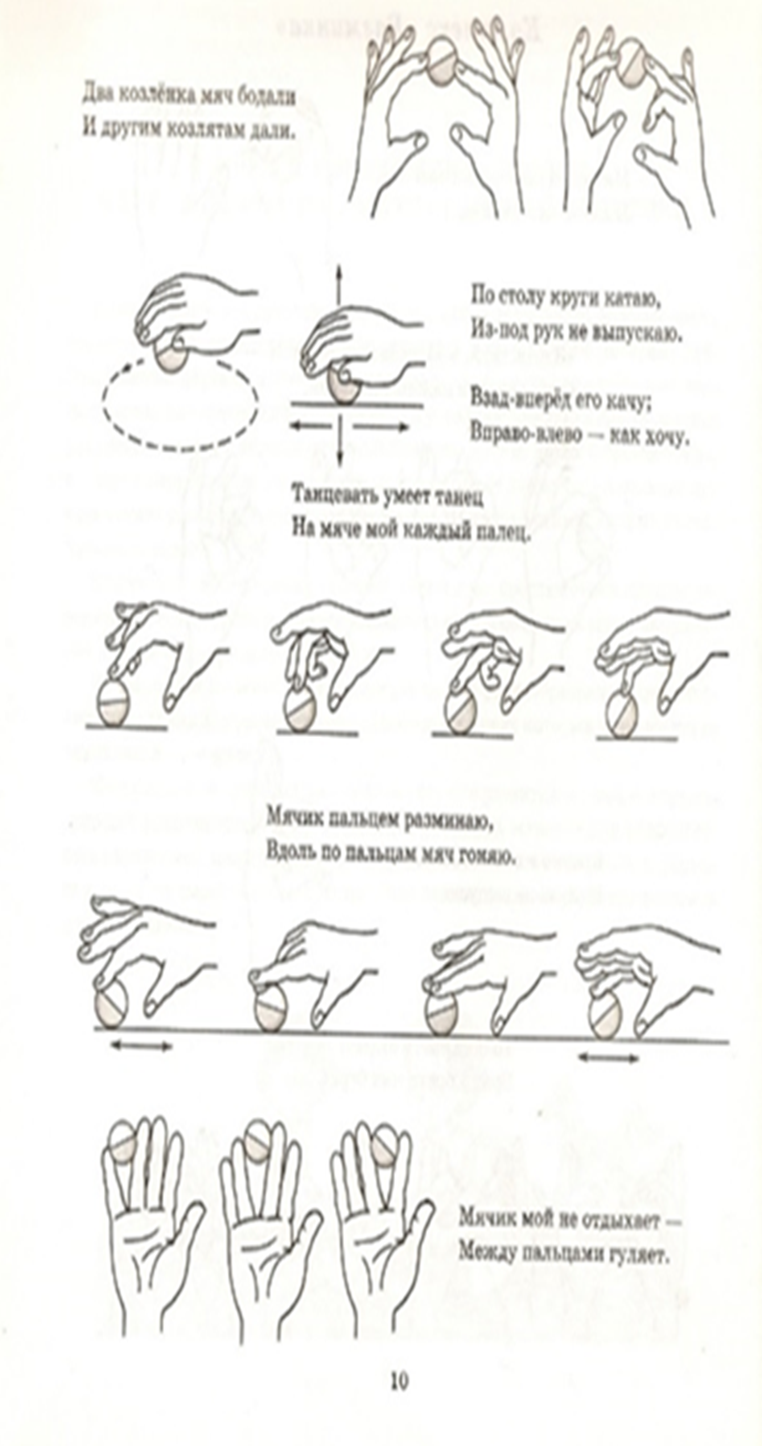 Два козлёнка мяч бодали
И другим козлятам дали.
По столу круги катаю,
Из-под рук не выпускаю.
Взад-вперёд его качу;
Вправо-влево — как хочу.
Танцевать умеет танец
На мяче мой каждый палец.
Мячик пальцем разминаю,
Вдоль по пальцам мяч гоняю.
Мячик мой не отдыхает —
Между пальцами гуляет.
10